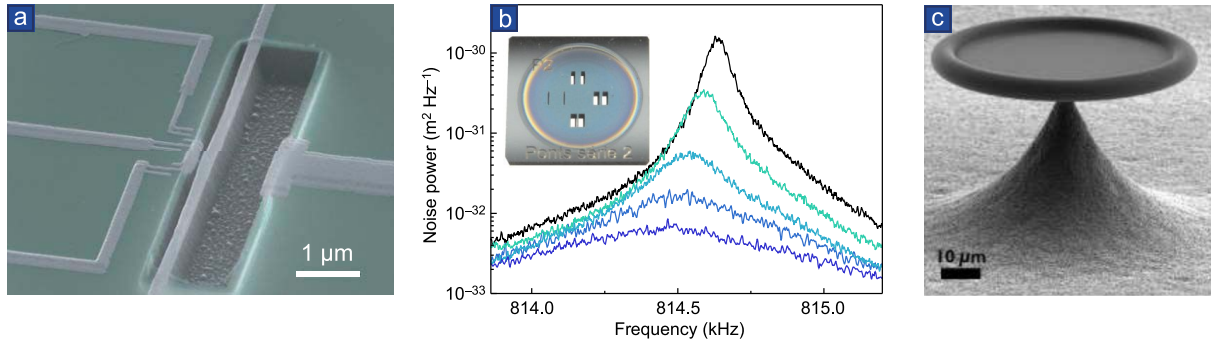 a
1 µm
b
Noise power (m² Hz⁻¹)
10⁻³⁰
10⁻³¹
10⁻³²
10⁻³³
814.0
814.5
815.0
Frequency (kHz)
c
10 µm